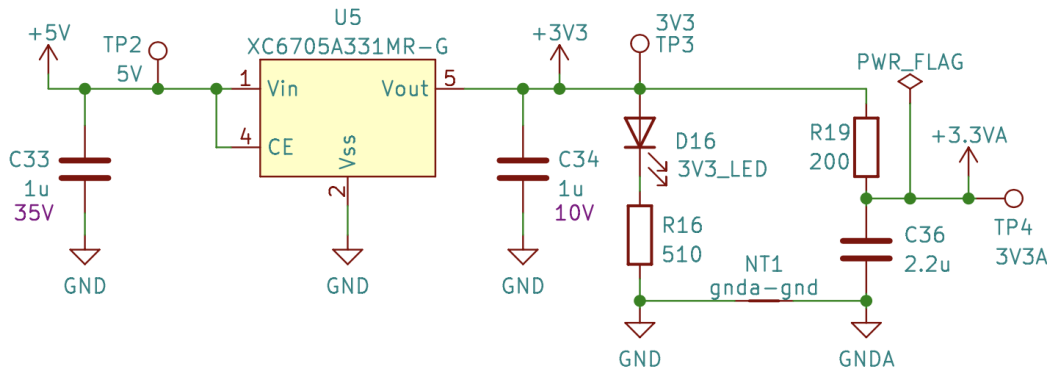 +5V
TP2
5V
U5
XC6705A331MR-G
1
Vin
4
CE
Vout
5
Vss
2
C33
1u
35V
GND
GND
+3V3
C34
1u
10V
GND
3V3
TP3
D16
3V3_LED
R16
510
NT1
gnda-gnd
GND
PWR_FLAG
R19
200
+3.3VA
TP4
3V3A
C36
2.2u
GNDA